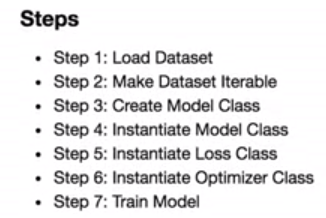 Steps
• Step 1: Load Dataset
• Step 2: Make Dataset Iterable
• Step 3: Create Model Class
• Step 4: Instantiate Model Class
• Step 5: Instantiate Loss Class
• Step 6: Instantiate Optimizer Class
• Step 7: Train Model